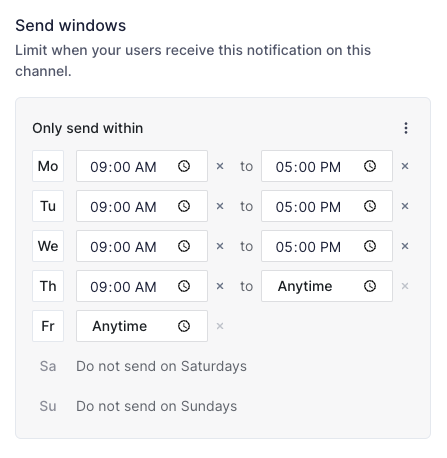 Send windows
Limit when your users receive this notification on this
channel.
Only send within
Mo 09:00 AM × to 05:00 PM ×
Tu 09:00 AM × to 05:00 PM ×
We 09:00 AM × to 05:00 PM ×
Th 09:00 AM × to Anytime ×
Fr Anytime ×
Sa Do not send on Saturdays
Su Do not send on Sundays